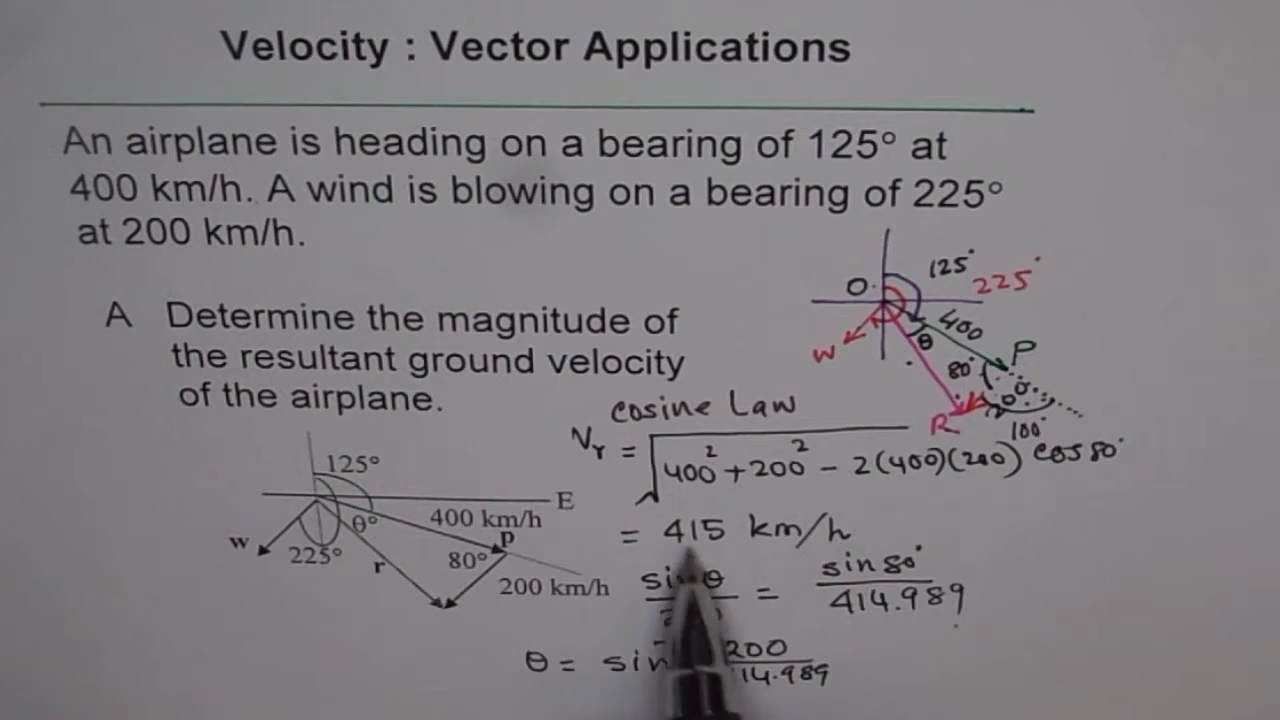 Velocity : Vector Applications
An airplane is heading on a bearing of 125° at
400 km/h. A wind is blowing on a bearing of 225°
at 200 km/h.
A Determine the magnitude of
the resultant ground velocity
of the airplane.
O 125° 225°
400
W θ P
80°
R 100°
cosine Law
Vr = √400² + 200² - 2(400)(200) cos 80°
= 415 km/h
sin 80°
θ = 
414.989
θ = sin 200
14.989
125°
E
θ° 400 km/h
w 225° r 80° p
200 km/h